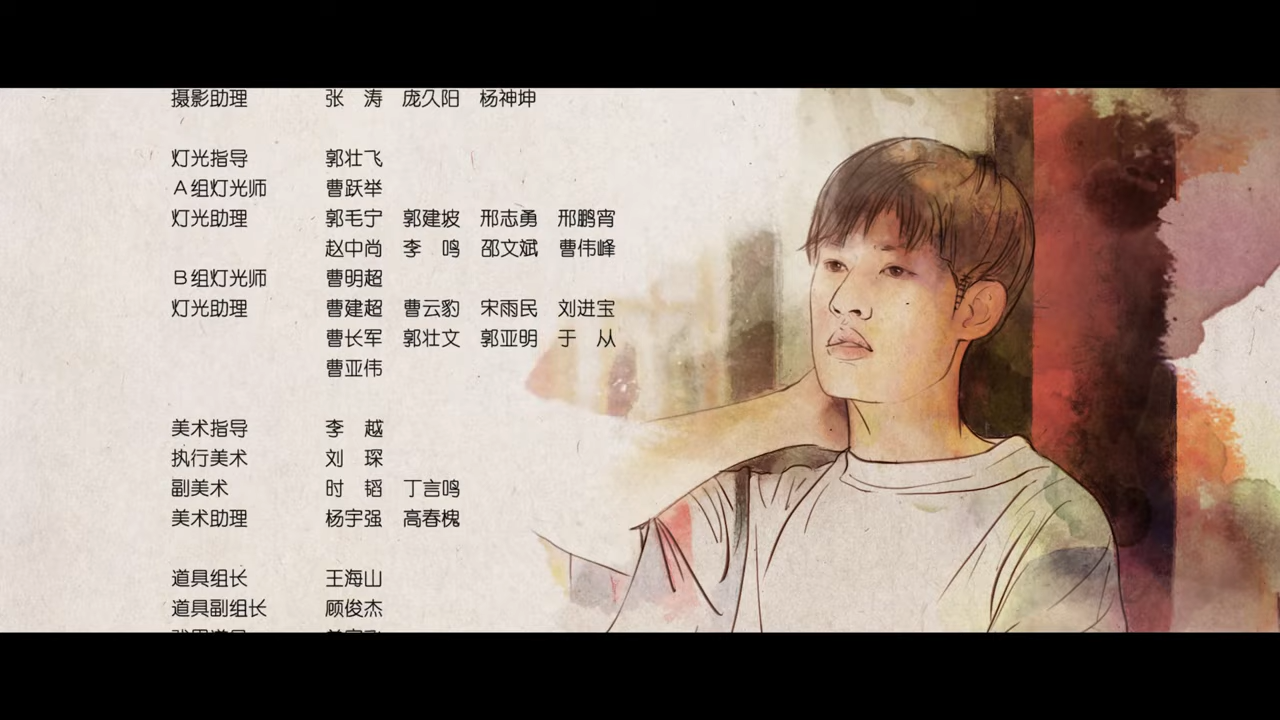 摄影助理 张 涛 庞久阳 杨神坤
灯光指导 郭壮飞
A组灯光师 曹跃举
灯光助理 郭毛宁 郭建坡 邢志勇 邢鹏宵
赵中尚 李 鸣 邵文斌 曹伟峰
B组灯光师 曹明超
灯光助理 曹建超 曹云豹 宋雨民 刘进宝
曹长军 郭壮文 郭亚明 于 从
曹亚伟
美术指导 李 越
执行美术 刘 琛
副美术 时 韬 丁言鸣
美术助理 杨宇强 高春槐
道具组长 王海山
道具副组长 顾俊杰